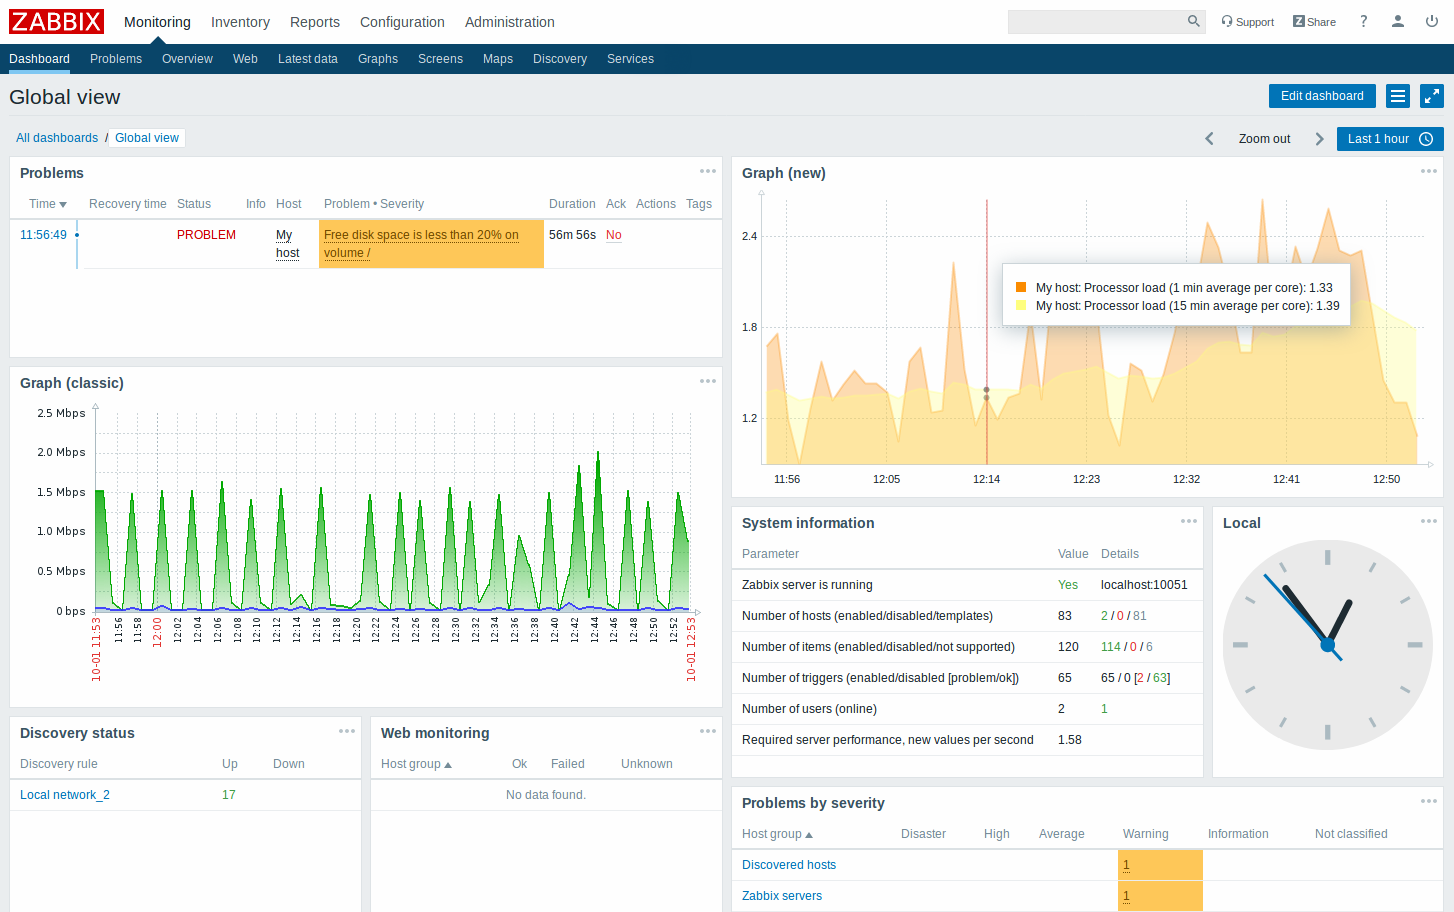 ZABBIX Monitoring Inventory Reports Configuration Administration Support Z Share ?
Dashboard Problems Overview Web Latest data Graphs Screens Maps Discovery Services
Global view Edit dashboard
All dashboards / Global view Zoom out Last 1 hour
Problems
Time Recovery time Status Info Host Problem • Severity Duration Ack Actions Tags
11:56:49 PROBLEM My host Free disk space is less than 20% on volume / 56m 56s No
Graph (new)
2.4
1.8
1.2
My host: Processor load (1 min average per core): 1.33
My host: Processor load (15 min average per core): 1.39
11:56 12:05 12:14 12:23 12:32 12:41 12:50
Graph (classic)
2.5 Mbps
2.0 Mbps
1.5 Mbps
1.0 Mbps
0.5 Mbps
0 bps
10-01 11:53 11:56 11:58 12:00 12:02 12:04 12:06 12:08 12:10 12:12 12:14 12:16 12:18 12:20 12:22 12:24 12:26 12:28 12:30 12:32 12:34 12:36 12:38 12:40 12:42 12:44 12:46 12:48 12:50 12:52 10-01 12:53
System information
Parameter Value Details
Zabbix server is running Yes localhost:10051
Number of hosts (enabled/disabled/templates) 83 2 / 0 / 81
Number of items (enabled/disabled/not supported) 120 114 / 0 / 6
Number of triggers (enabled/disabled [problem/ok]) 65 65 / 0 [2 / 63]
Number of users (online) 2 1
Required server performance, new values per second 1.58
Local
Discovery status
Discovery rule Up Down
Local network_2 17
Web monitoring
Host group Ok Failed Unknown
No data found.
Problems by severity
Host group Disaster High Average Warning Information Not classified
Discovered hosts 1
Zabbix servers 1